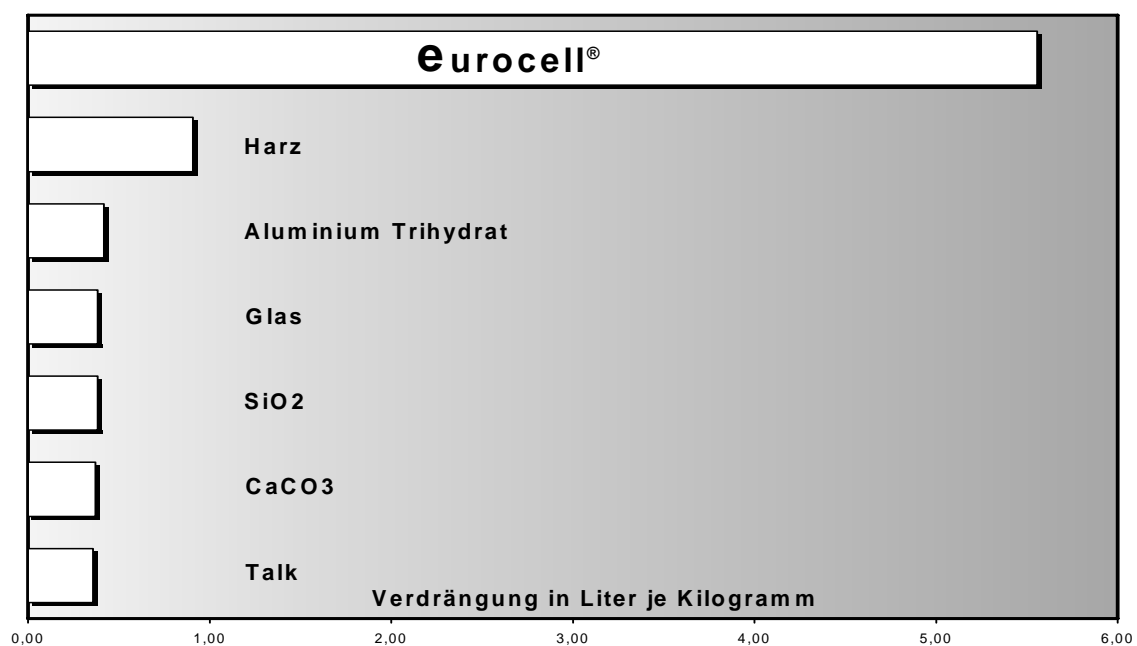 eurocell®
Harz
Aluminium Trihydrat
Glas
SiO2
CaCO3
Talk
Verdrängung in Liter je Kilogramm
0,00 1,00 2,00 3,00 4,00 5,00 6,00